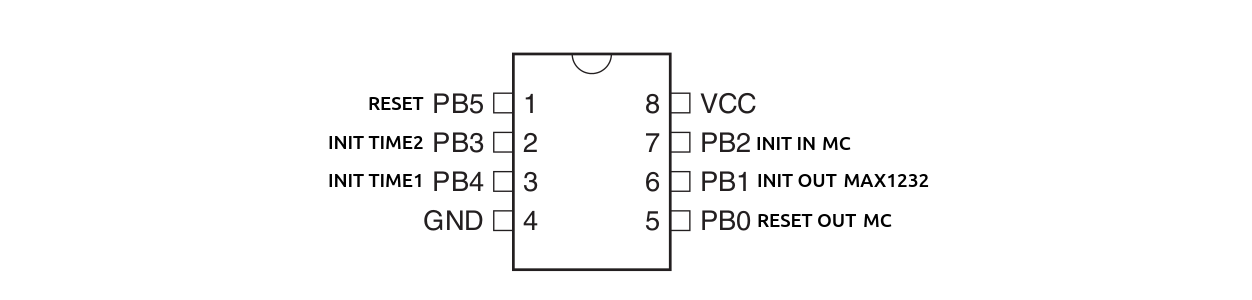 RESET PB5 1 8 VCC
INIT TIME2 PB3 2 7 PB2 INIT IN MC
INIT TIME1 PB4 3 6 PB1 INIT OUT MAX1232
GND 4 5 PB0 RESET OUT MC